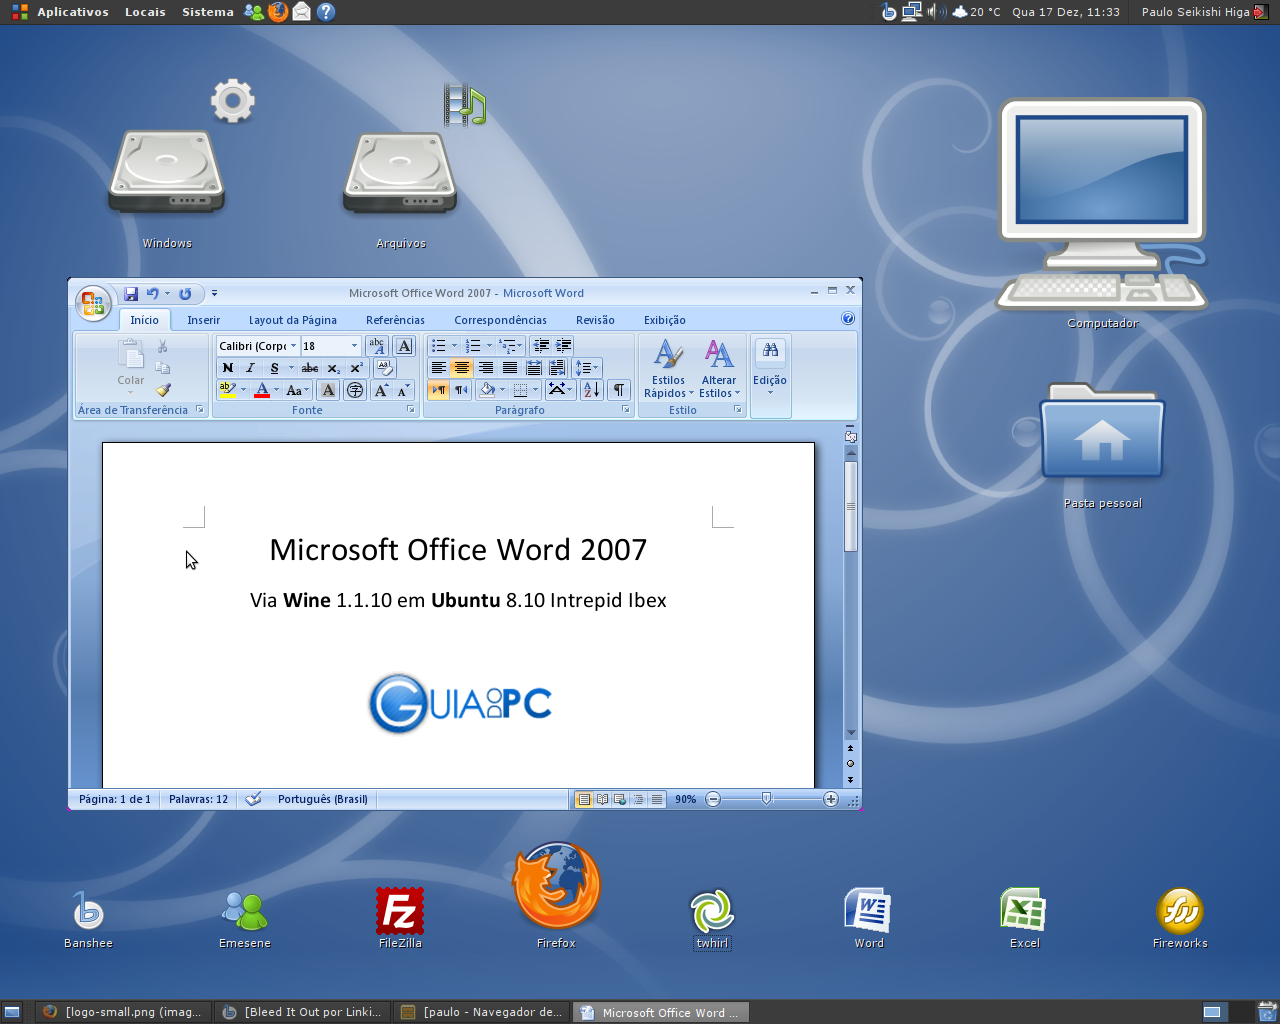 Aplicativos Locais Sistema
20 °C Qua 17 Dez, 11:33 Paulo Seikishi Higa
Windows
Arquivos
Computador
Pasta pessoal
Microsoft Office Word 2007 - Microsoft Word
Início Inserir Layout da Página Referências Correspondências Revisão Exibição
Colar
Área de Transferência
Calibri (Corpo 18
N I S abc x₂ x²
Aa
Fonte
Parágrafo
Estilos Rápidos
Alterar Estilos
Estilo
Edição
Microsoft Office Word 2007
Via Wine 1.1.10 em Ubuntu 8.10 Intrepid Ibex
GUIA DO PC
Página: 1 de 1 Palavras: 12 Português (Brasil) 90%
Banshee
Emesene
FileZilla
Firefox
twhirl
Word
Excel
Fireworks
[logo-small.png (imag... [Bleed It Out por Linki... [paulo - Navegador de... Microsoft Office Word ...